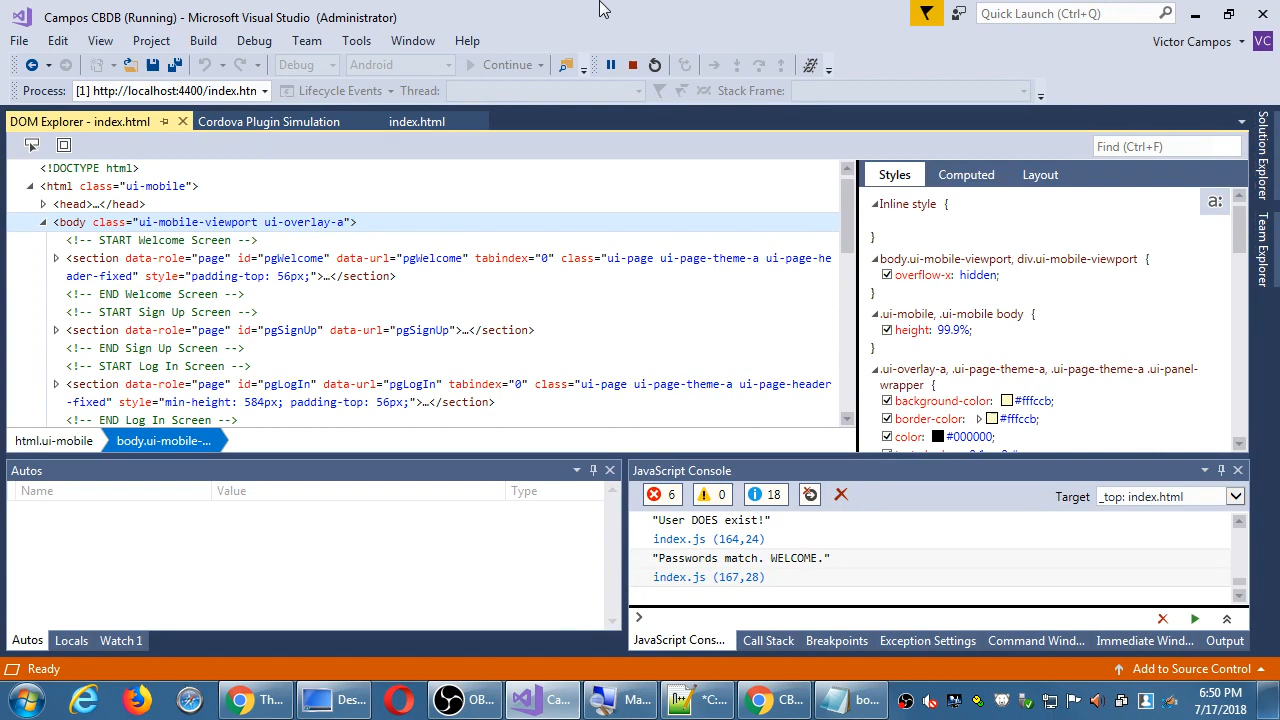 Campos CBDB (Running) - Microsoft Visual Studio (Administrator)
Quick Launch (Ctrl+Q)
File Edit View Project Build Debug Team Tools Window Help
Victor Campos VC
Debug Android Continue
Process: [1] http://localhost:4400/index.htn Lifecycle Events Thread: Stack Frame:
DOM Explorer - index.html Cordova Plugin Simulation index.html
Find (Ctrl+F)
Solution Explorer
Team Explorer
<!DOCTYPE html>
<html class="ui-mobile">
<head>…</head>
<body class="ui-mobile-viewport ui-overlay-a">
<!-- START Welcome Screen -->
<section data-role="page" id="pgWelcome" data-url="pgWelcome" tabindex="0" class="ui-page ui-page-theme-a ui-page-he
ader-fixed" style="padding-top: 56px;">…</section>
<!-- END Welcome Screen -->
<!-- START Sign Up Screen -->
<section data-role="page" id="pgSignUp" data-url="pgSignUp">…</section>
<!-- END Sign Up Screen -->
<!-- START Log In Screen -->
<section data-role="page" id="pgLogIn" data-url="pgLogIn" tabindex="0" class="ui-page ui-page-theme-a ui-page-header
-fixed" style="min-height: 584px; padding-top: 56px;">…</section>
<!-- END Log In Screen -->
html.ui-mobile body.ui-mobile-...
Styles Computed Layout
a:
Inline style {
}
body.ui-mobile-viewport, div.ui-mobile-viewport {
overflow-x: hidden;
}
.ui-mobile, .ui-mobile body {
height: 99.9%;
}
.ui-overlay-a, .ui-page-theme-a, .ui-page-theme-a .ui-panel-
wrapper {
background-color: #fffccb;
border-color: #fffccb;
color: #000000;
Autos
Name Value Type
Autos Locals Watch 1
JavaScript Console
6 0 18 Target _top: index.html
"User DOES exist!"
index.js (164,24)
"Passwords match. WELCOME."
index.js (167,28)
JavaScript Cons... Call Stack Breakpoints Exception Settings Command Wind... Immediate Wind... Output
Ready Add to Source Control
Th... Des... OB... Ca... Ma... *C:... CB... bo...
6:50 PM
7/17/2018